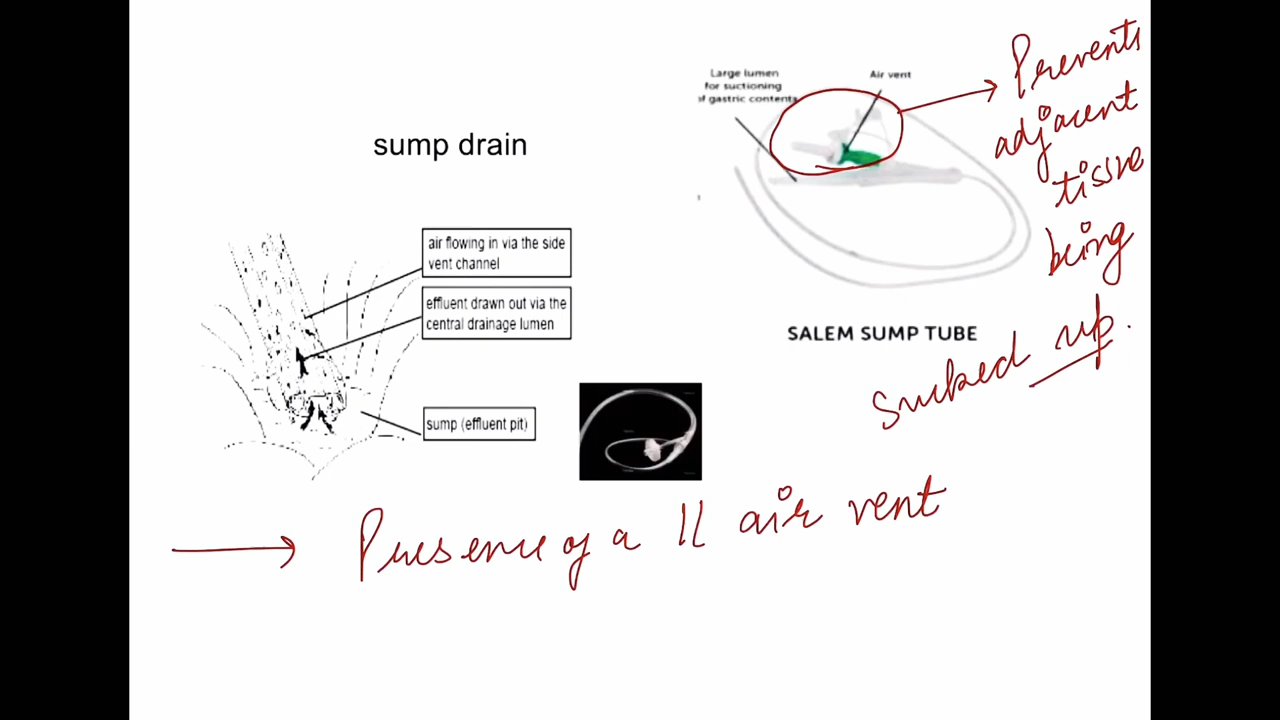 sump drain
air flowing in via the side
vent channel
effluent drawn out via the
central drainage lumen
sump (effluent pit)
Large lumen
for suctioning
of gastric contents
Air vent
SALEM SUMP TUBE
Prevents
adjacent
tissue
being
sucked up.
→ Presence of a || air vent